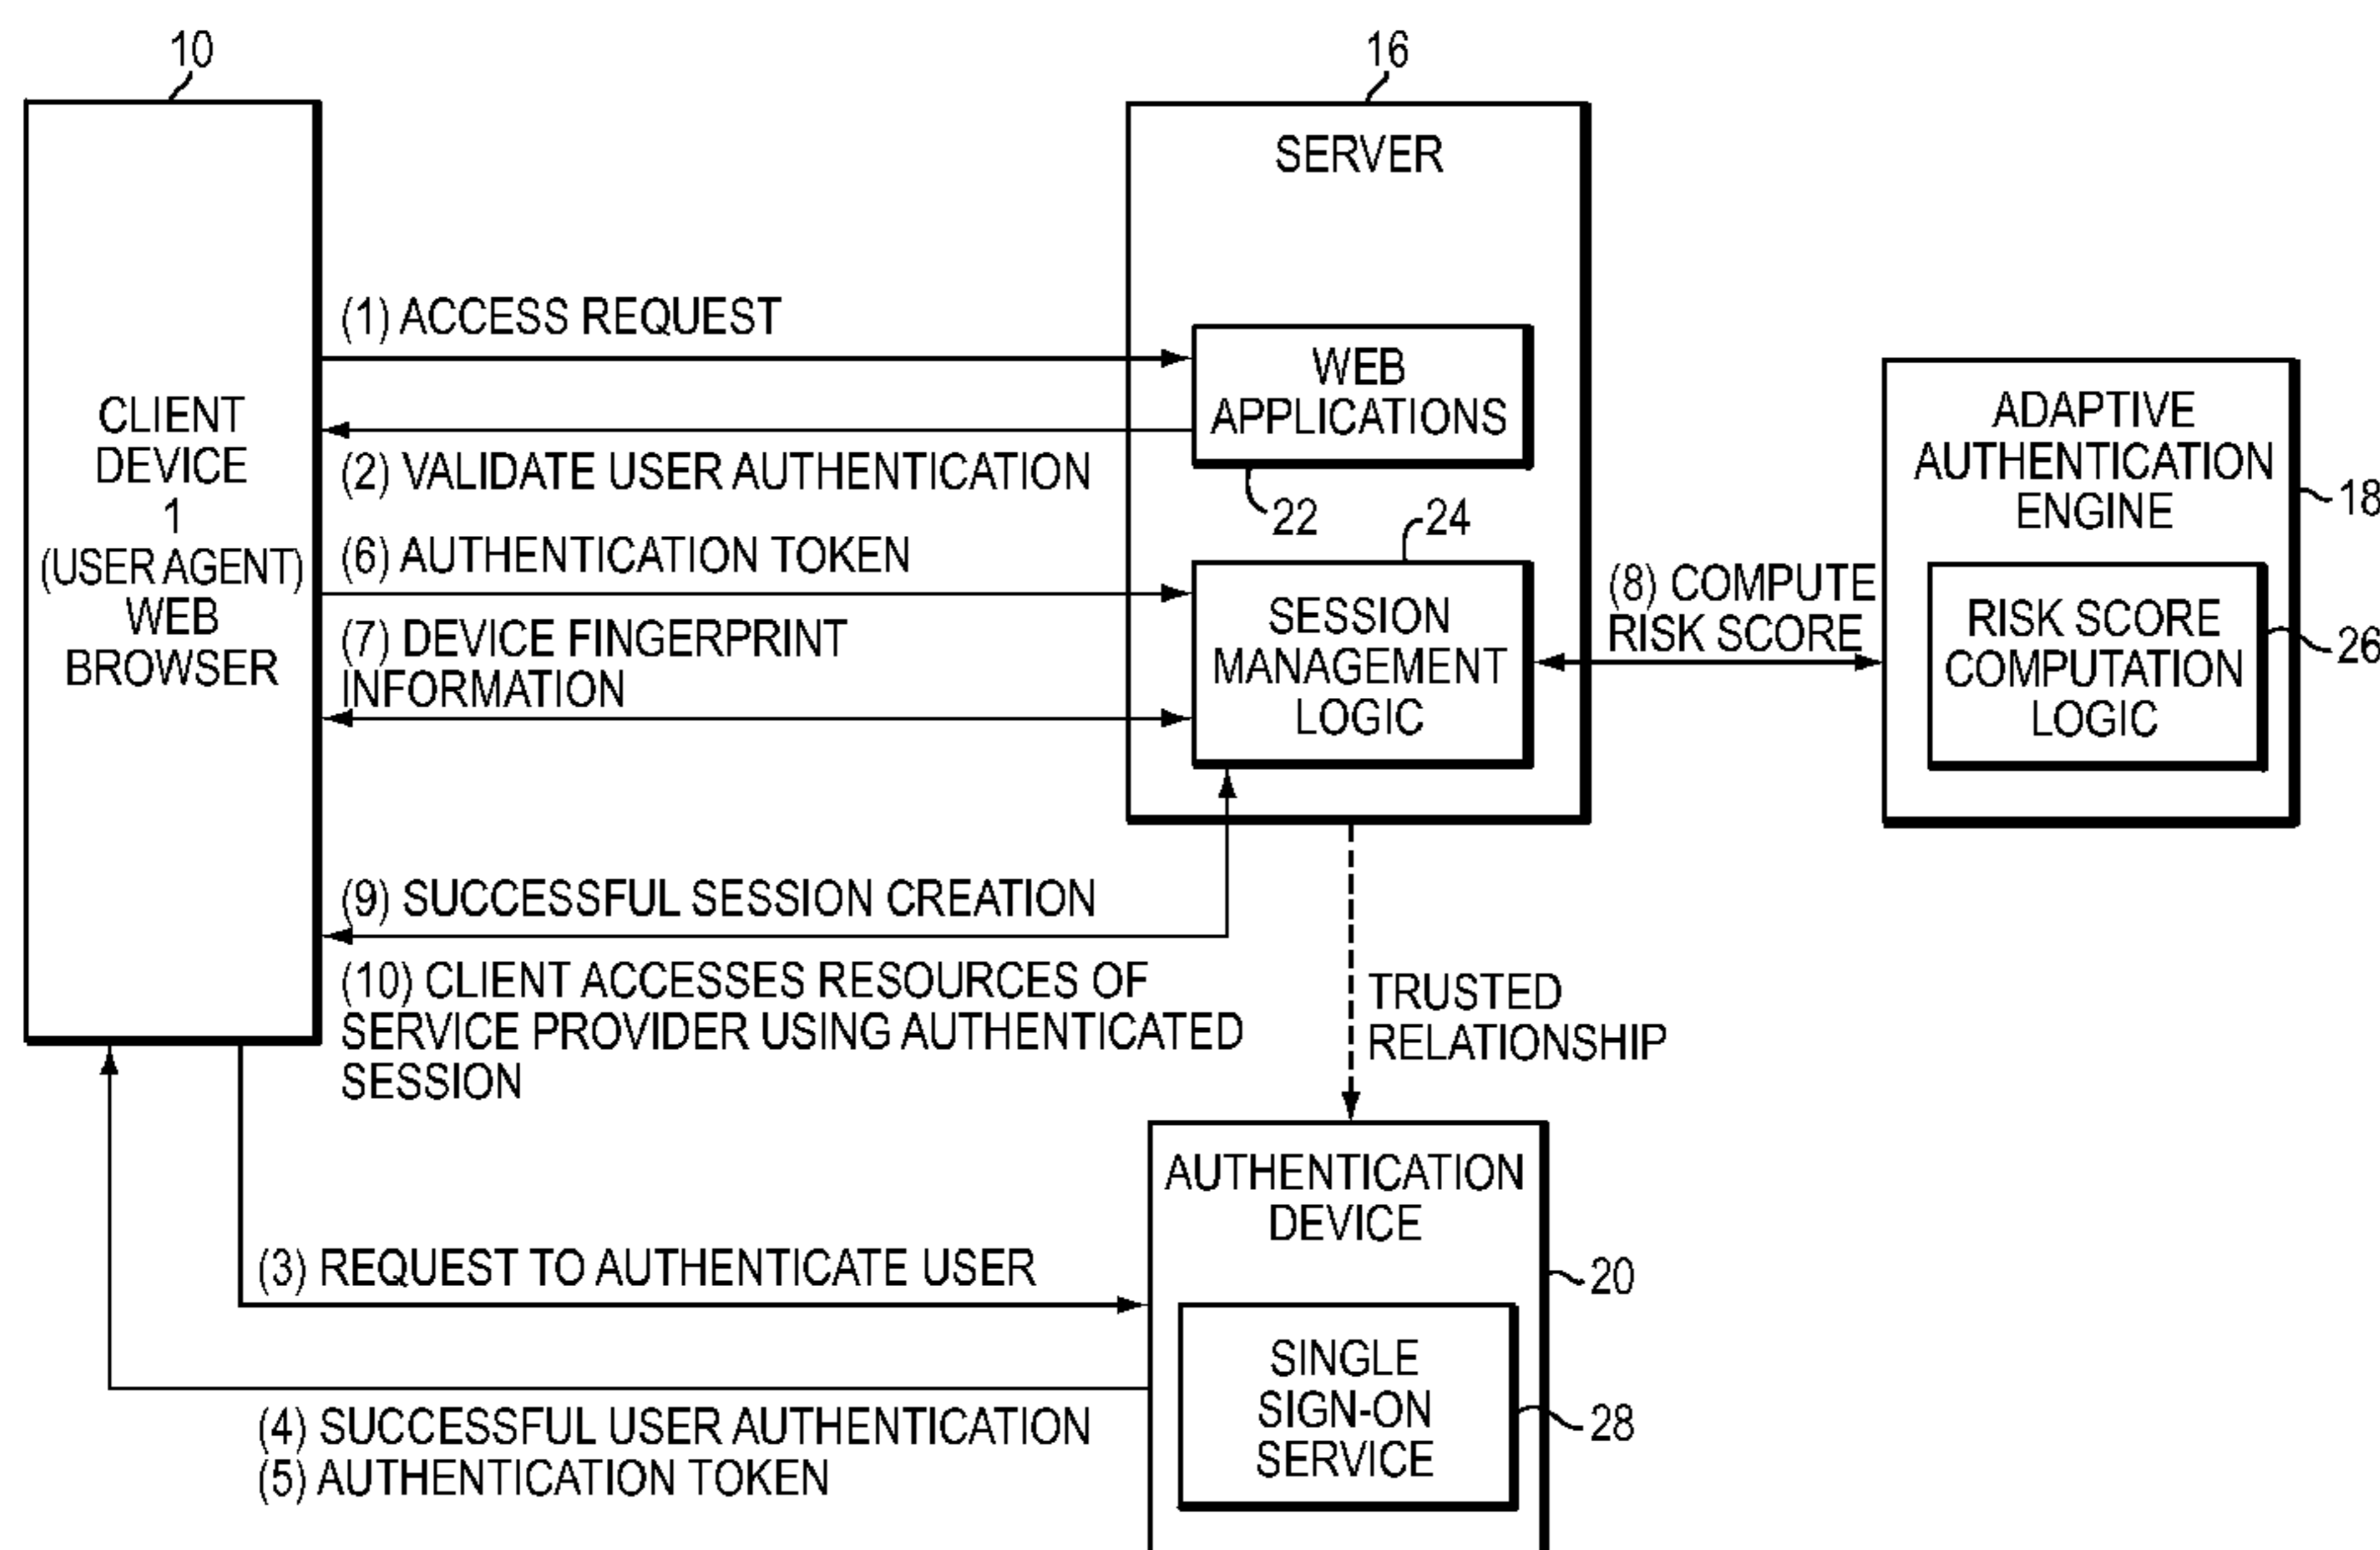 10
16
SERVER
(1) ACCESS REQUEST
WEB
APPLICATIONS
22
(2) VALIDATE USER AUTHENTICATION
CLIENT
DEVICE
1
(USER AGENT)
WEB
BROWSER
(6) AUTHENTICATION TOKEN
24
SESSION
MANAGEMENT
LOGIC
(7) DEVICE FINGERPRINT
INFORMATION
(8) COMPUTE
RISK SCORE
ADAPTIVE
AUTHENTICATION
ENGINE
18
RISK SCORE
COMPUTATION
LOGIC
26
(9) SUCCESSFUL SESSION CREATION
(10) CLIENT ACCESSES RESOURCES OF
SERVICE PROVIDER USING AUTHENTICATED
SESSION
TRUSTED
RELATIONSHIP
AUTHENTICATION
DEVICE
20
(3) REQUEST TO AUTHENTICATE USER
SINGLE
SIGN-ON
SERVICE
28
(4) SUCCESSFUL USER AUTHENTICATION
(5) AUTHENTICATION TOKEN